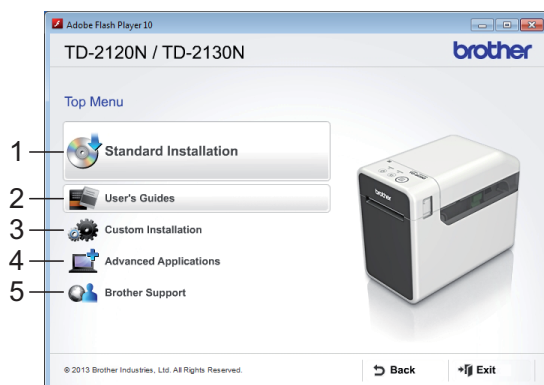 Adobe Flash Player 10
TD-2120N / TD-2130N
brother
Top Menu
1
Standard Installation
2
User's Guides
3
Custom Installation
4
Advanced Applications
5
Brother Support
brother
© 2013 Brother Industries, Ltd. All Rights Reserved.
Back
Exit